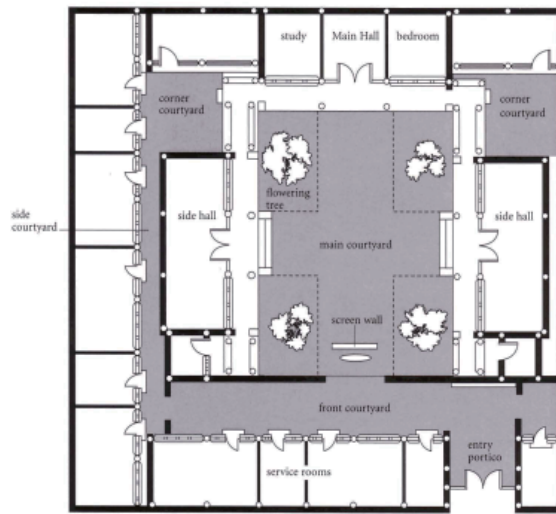 study
Main Hall
bedroom
corner
courtyard
corner
courtyard
flowering
tree
side
courtyard
side hall
side hall
main courtyard
screen wall
front courtyard
entry
portico
service rooms